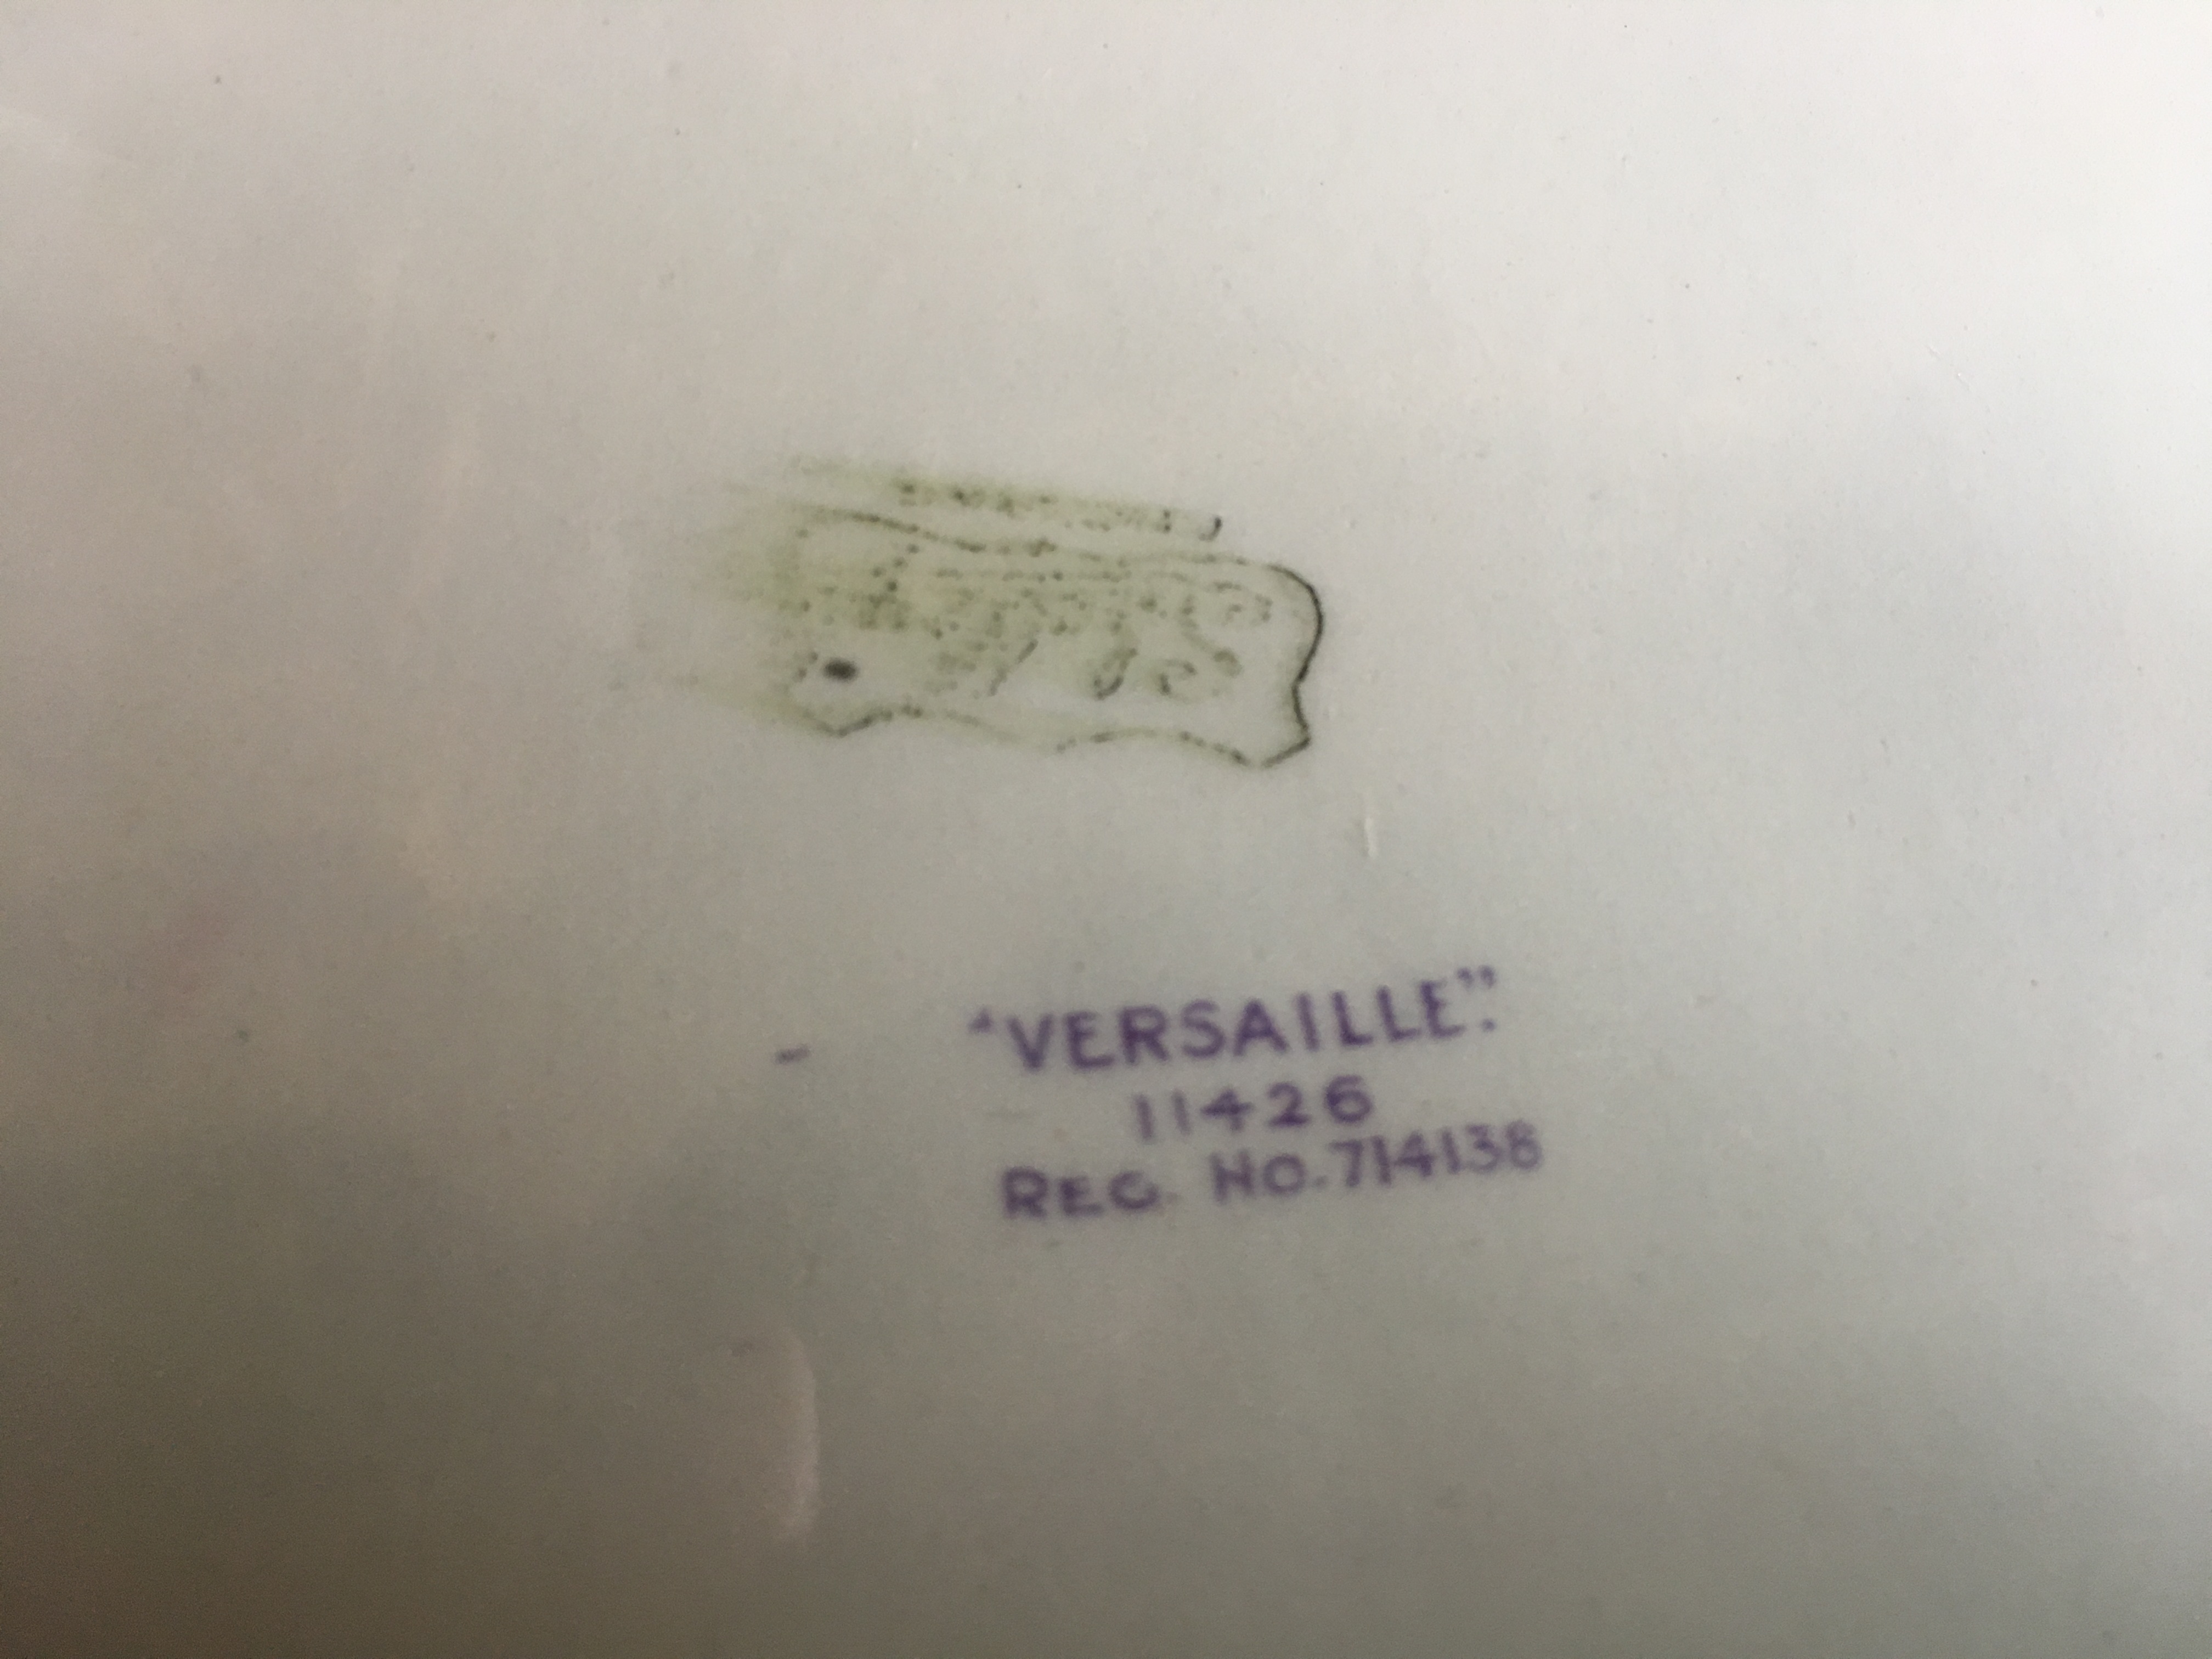 "VERSAILLE".
11426
REG. NO. 714138